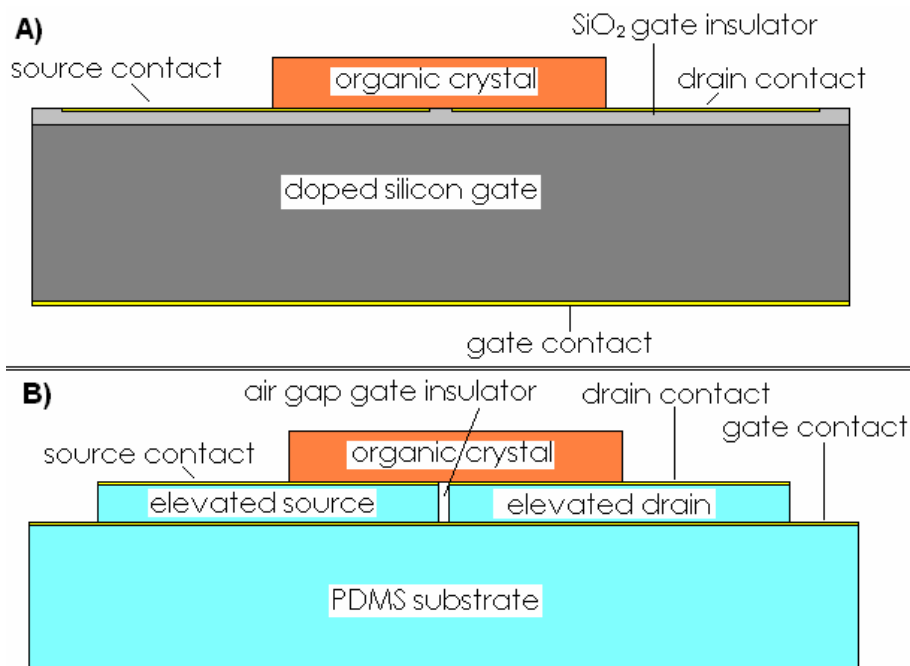 A)
SiO₂ gate insulator
source contact
organic crystal
drain contact
doped silicon gate
gate contact
B)
air gap gate insulator
drain contact
gate contact
source contact
organic crystal
elevated source
elevated drain
PDMS substrate